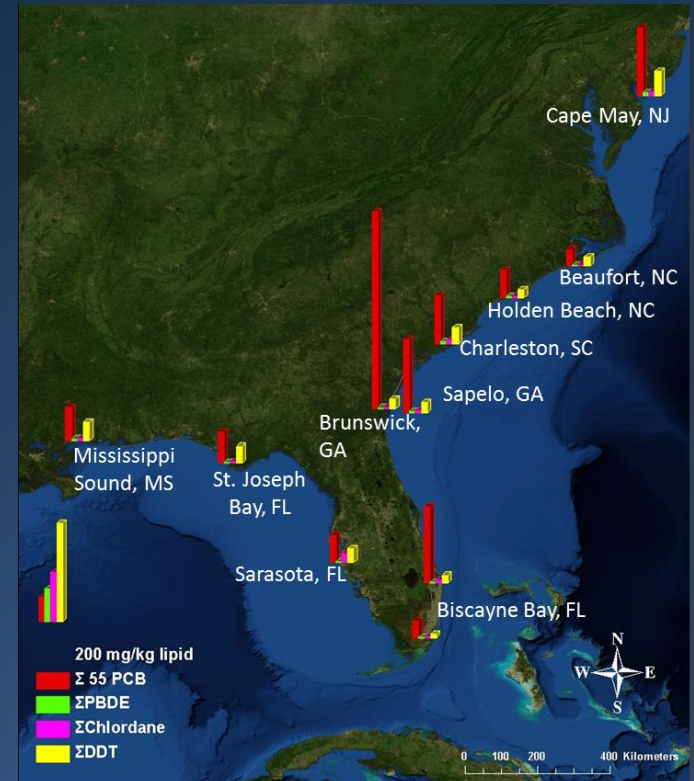 Cape May, NJ
Beaufort, NC
Holden Beach, NC
Charleston, SC
Sapelo, GA
Brunswick,
GA
Mississippi
Sound, MS
St. Joseph
Bay, FL
Sarasota, FL
Biscayne Bay, FL
200 mg/kg lipid
Σ 55 PCB
ΣPBDE
ΣChlordane
ΣDDT
N
W E
S
0 100 200 400 Kilometers